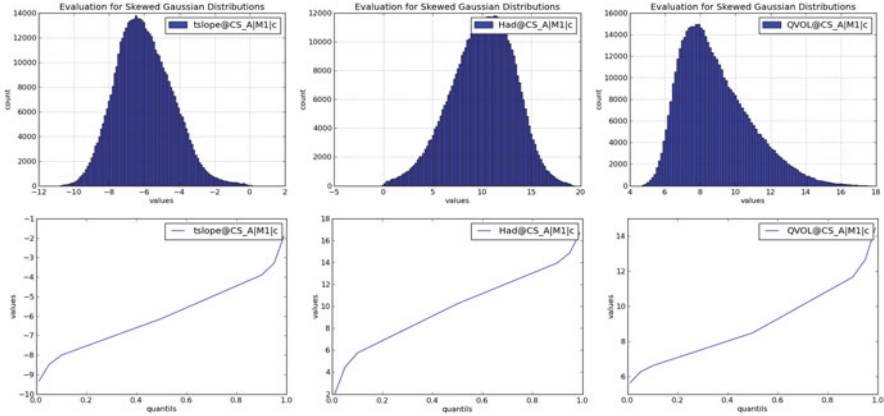 Evaluation for Skewed Gaussian Distributions
14000
12000
10000
8000
6000
4000
2000
0
count
tslope@CS_A|M1|c
−12 −10 −8 −6 −4 −2 0 2
values
Evaluation for Skewed Gaussian Distributions
12000
10000
8000
6000
4000
2000
0
count
Had@CS_A|M1|c
−5 0 5 10 15 20
values
Evaluation for Skewed Gaussian Distributions
16000
14000
12000
10000
8000
6000
4000
2000
0
count
QVOL@CS_A|M1|c
4 6 8 10 12 14 16 18
values
−1
−2
−3
−4
−5
−6
−7
−8
−9
−10
values
tslope@CS_A|M1|c
0.0 0.2 0.4 0.6 0.8 1.0
quantils
18
16
14
12
10
8
6
4
2
values
Had@CS_A|M1|c
0.0 0.2 0.4 0.6 0.8 1.0
quantils
14
12
10
8
6
values
QVOL@CS_A|M1|c
0.0 0.2 0.4 0.6 0.8 1.0
quantils